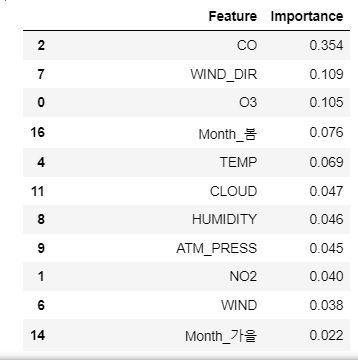 Feature Importance
2 CO 0.354
7 WIND_DIR 0.109
0 O3 0.105
16 Month_봄 0.076
4 TEMP 0.069
11 CLOUD 0.047
8 HUMIDITY 0.046
9 ATM_PRESS 0.045
1 NO2 0.040
6 WIND 0.038
14 Month_가을 0.022